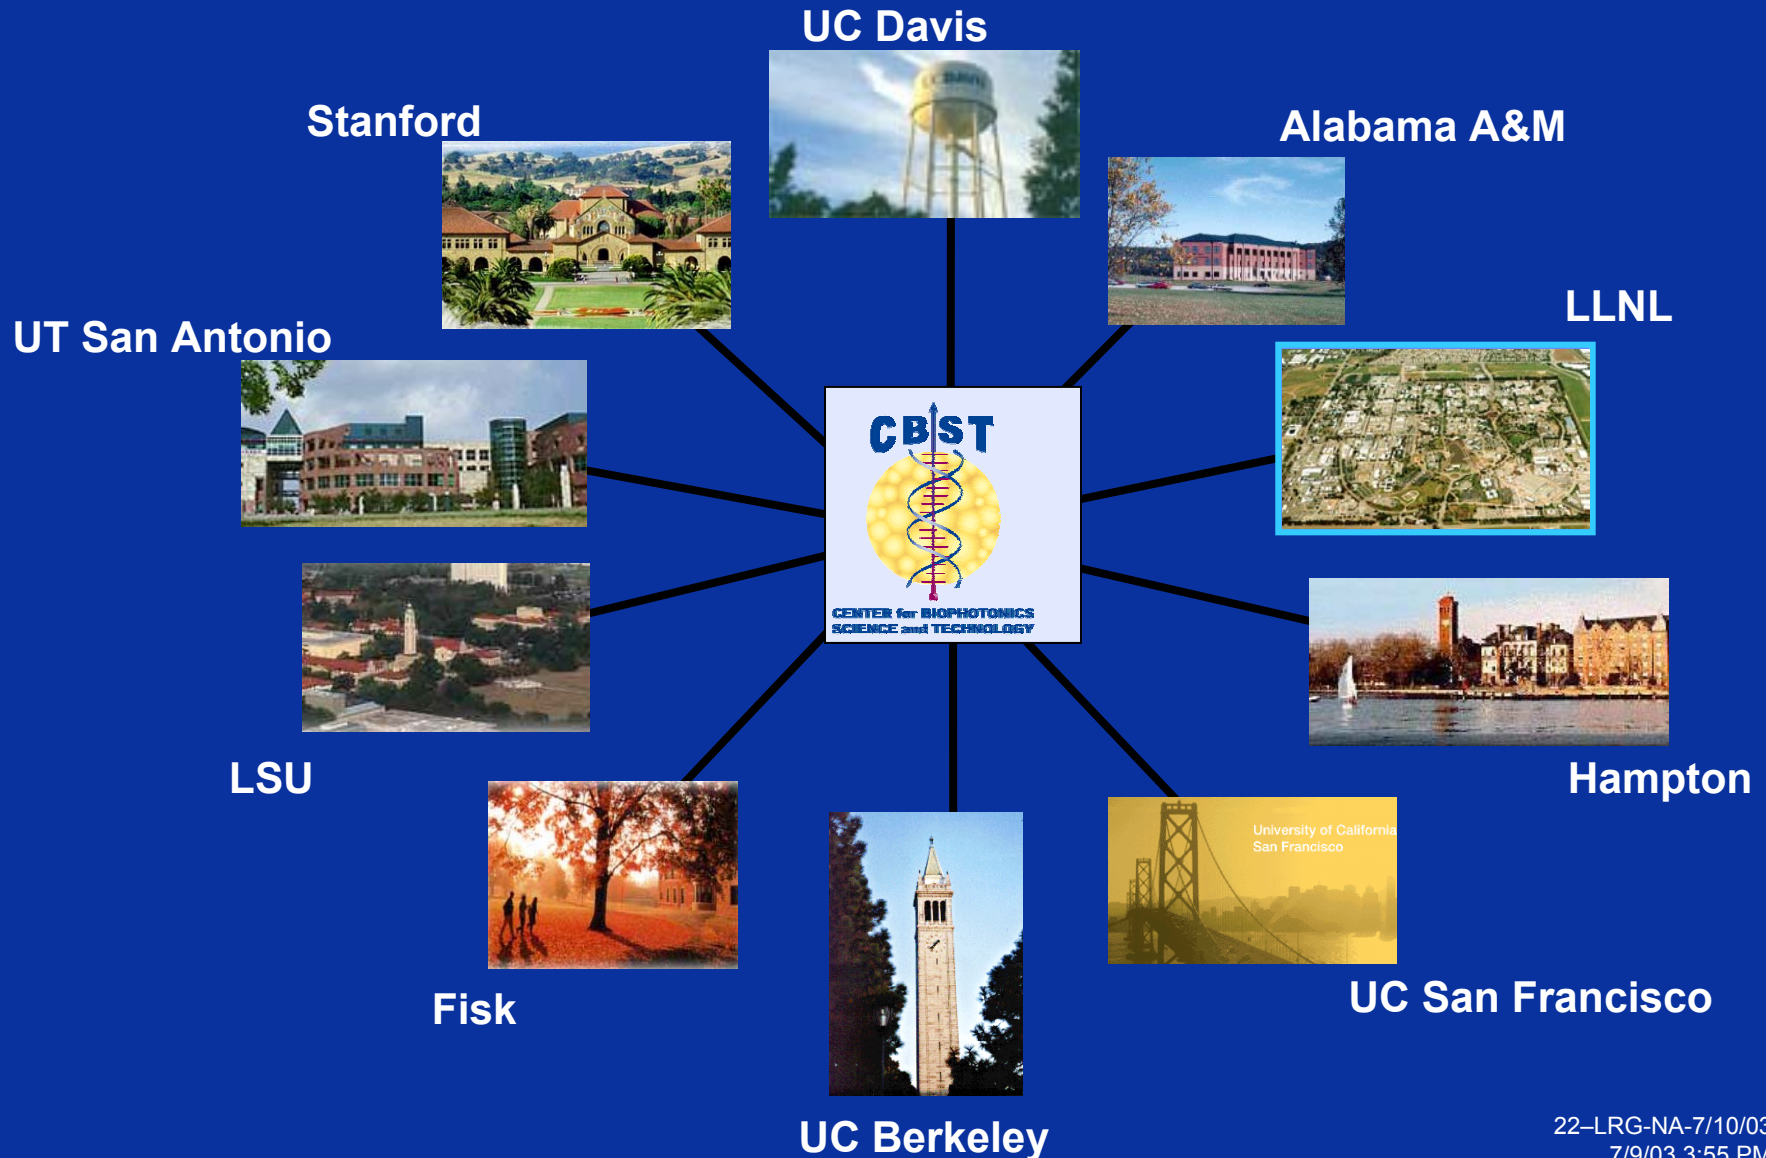 UC Davis
Stanford
Alabama A&M
LLNL
UT San Antonio
CBST
CENTER for BIOPHOTONICS
SCIENCE and TECHNOLOGY
LSU
Hampton
University of California
San Francisco
Fisk
UC San Francisco
UC Berkeley
22–LRG-NA-7/10/03
7/9/03 3:55 PM